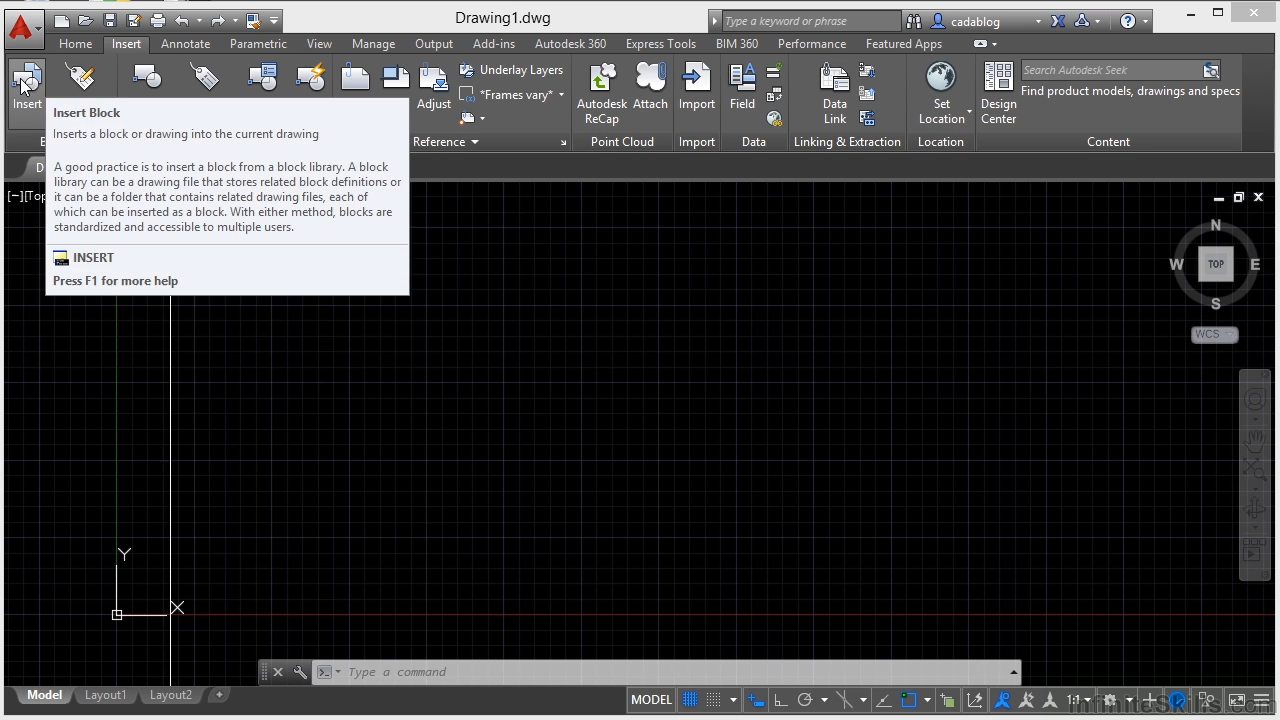 Drawing1.dwg
Type a keyword or phrase
cadablog
Home Insert Annotate Parametric View Manage Output Add-ins Autodesk 360 Express Tools BIM 360 Performance Featured Apps
Insert
Adjust
Underlay Layers
*Frames vary*
Autodesk
ReCap
Attach
Import
Field
Data
Link
Set
Location
Design
Center
Search Autodesk Seek
Find product models, drawings and specs
Reference
Point Cloud
Import
Data
Linking & Extraction
Location
Content
Insert Block
Inserts a block or drawing into the current drawing
A good practice is to insert a block from a block library. A block
library can be a drawing file that stores related block definitions or
it can be a folder that contains related drawing files, each of
which can be inserted as a block. With either method, blocks are
standardized and accessible to multiple users.
INSERT
Press F1 for more help
[−][Top
N
W TOP E
S
WCS
Y
X
Type a command
Model Layout1 Layout2 +
MODEL
1:1
InfiniteSkills.com